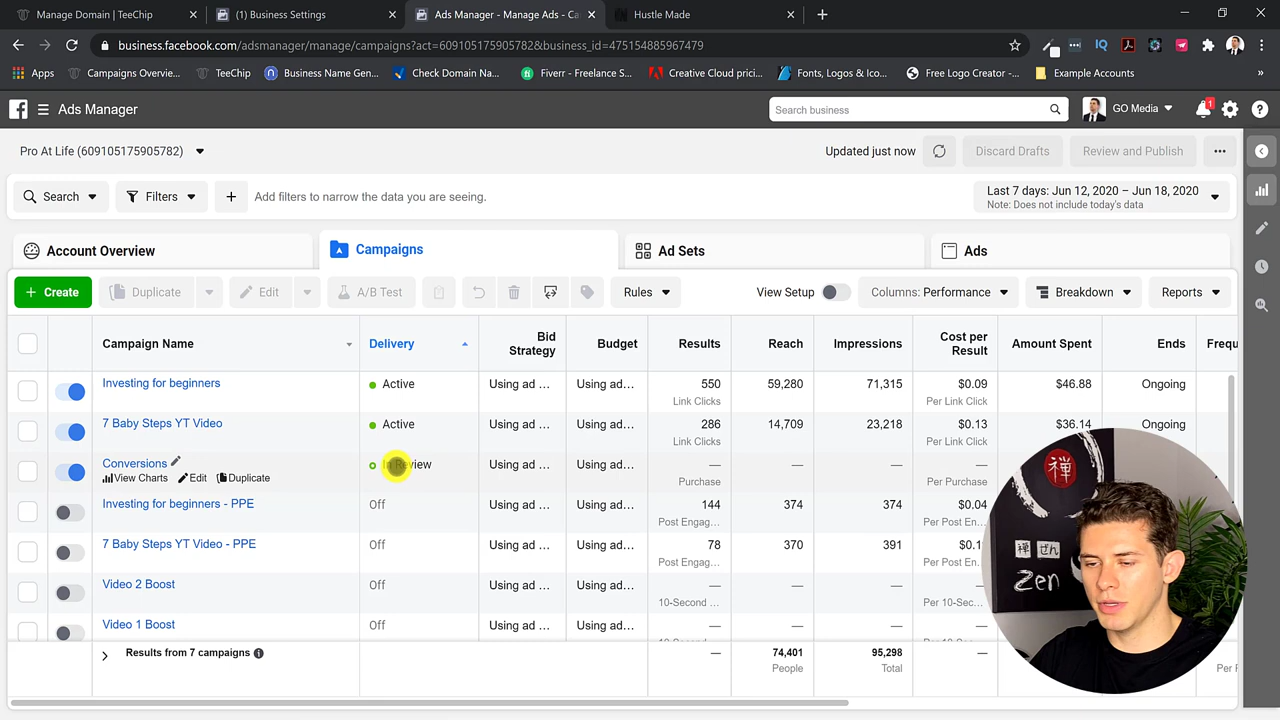 Manage Domain | TeeChip
(1) Business Settings
Ads Manager - Manage Ads - Ca
Hustle Made
business.facebook.com/adsmanager/manage/campaigns?act=609105175905782&business_id=475154885967479
Apps
Campaigns Overvie...
TeeChip
Business Name Gen...
Check Domain Na...
Fiverr - Freelance S...
Creative Cloud pric...
Fonts, Logos & Ico...
Free Logo Creator -...
Example Accounts
»
Ads Manager
Search business
GO Media
1
Pro At Life (609105175905782)
Updated just now
Discard Drafts
Review and Publish
Search
Filters
Add filters to narrow the data you are seeing.
Last 7 days: Jun 12, 2020 – Jun 18, 2020
Note: Does not include today's data
Account Overview
Campaigns
Ad Sets
Ads
+ Create
Duplicate
Edit
A/B Test
Rules
View Setup
Columns: Performance
Breakdown
Reports
Campaign Name
Delivery
Bid Strategy
Budget
Results
Reach
Impressions
Cost per Result
Amount Spent
Ends
Frequ
Investing for beginners
Active
Using ad ...
Using ad...
550
Link Clicks
59,280
71,315
$0.09
Per Link Click
$46.88
Ongoing
7 Baby Steps YT Video
Active
Using ad ...
Using ad...
286
Link Clicks
14,709
23,218
$0.13
Per Link Click
$36.14
Ongoing
Conversions
View Charts
Edit
Duplicate
In Review
Using ad ...
Using ad...
—
Purchase
—
—
—
Per Purchase
Investing for beginners - PPE
Off
Using ad ...
Using ad...
144
Post Engag...
374
374
$0.04
Per Post En...
7 Baby Steps YT Video - PPE
Off
Using ad ...
Using ad...
78
Post Engag...
370
391
$0.1
Per Post En...
Video 2 Boost
Off
Using ad ...
Using ad...
—
10-Second ...
—
—
—
Per 10-Sec...
Video 1 Boost
Off
Using ad ...
Using ad...
—
—
—
—
Results from 7 campaigns
—
74,401
People
95,298
Total
—
Per P
禅
禅 ぜん
Zen